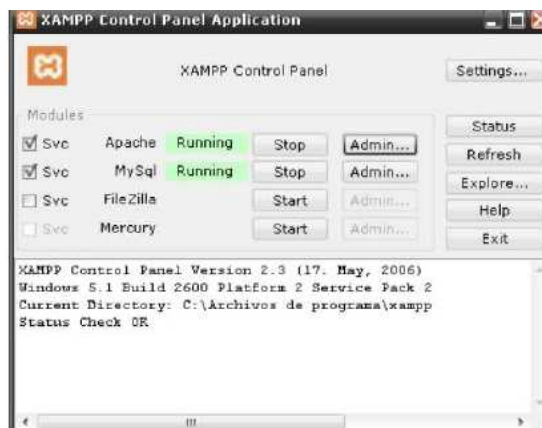 XAMPP Control Panel Application
XAMPP Control Panel
Settings...
Modules
Svc Apache Running Stop Admin...
Svc MySql Running Stop Admin...
Svc FileZilla Start Admin...
Svc Mercury Start Admin...
Status
Refresh
Explore...
Help
Exit
XAMPP Control Panel Version 2.3 (17. May, 2006)
Windows 5.1 Build 2600 Platform 2 Service Pack 2
Current Directory: C:\Archivos de programa\xampp
Status Check OK